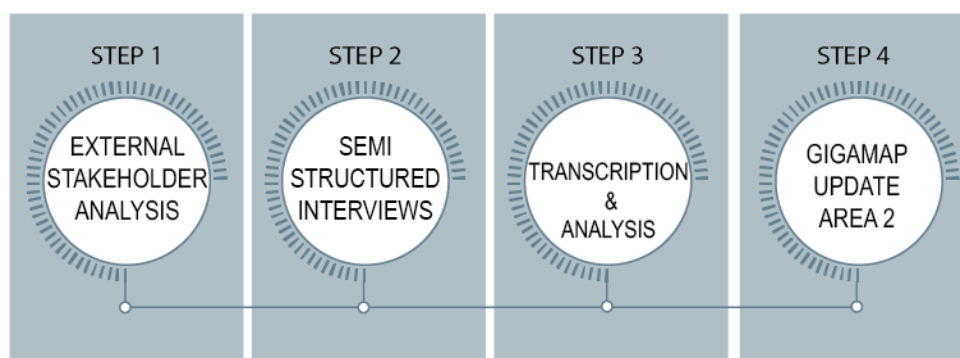 STEP 1
EXTERNAL
STAKEHOLDER
ANALYSIS
STEP 2
SEMI
STRUCTURED
INTERVIEWS
STEP 3
TRANSCRIPTION
&
ANALYSIS
STEP 4
GIGAMAP
UPDATE
AREA 2